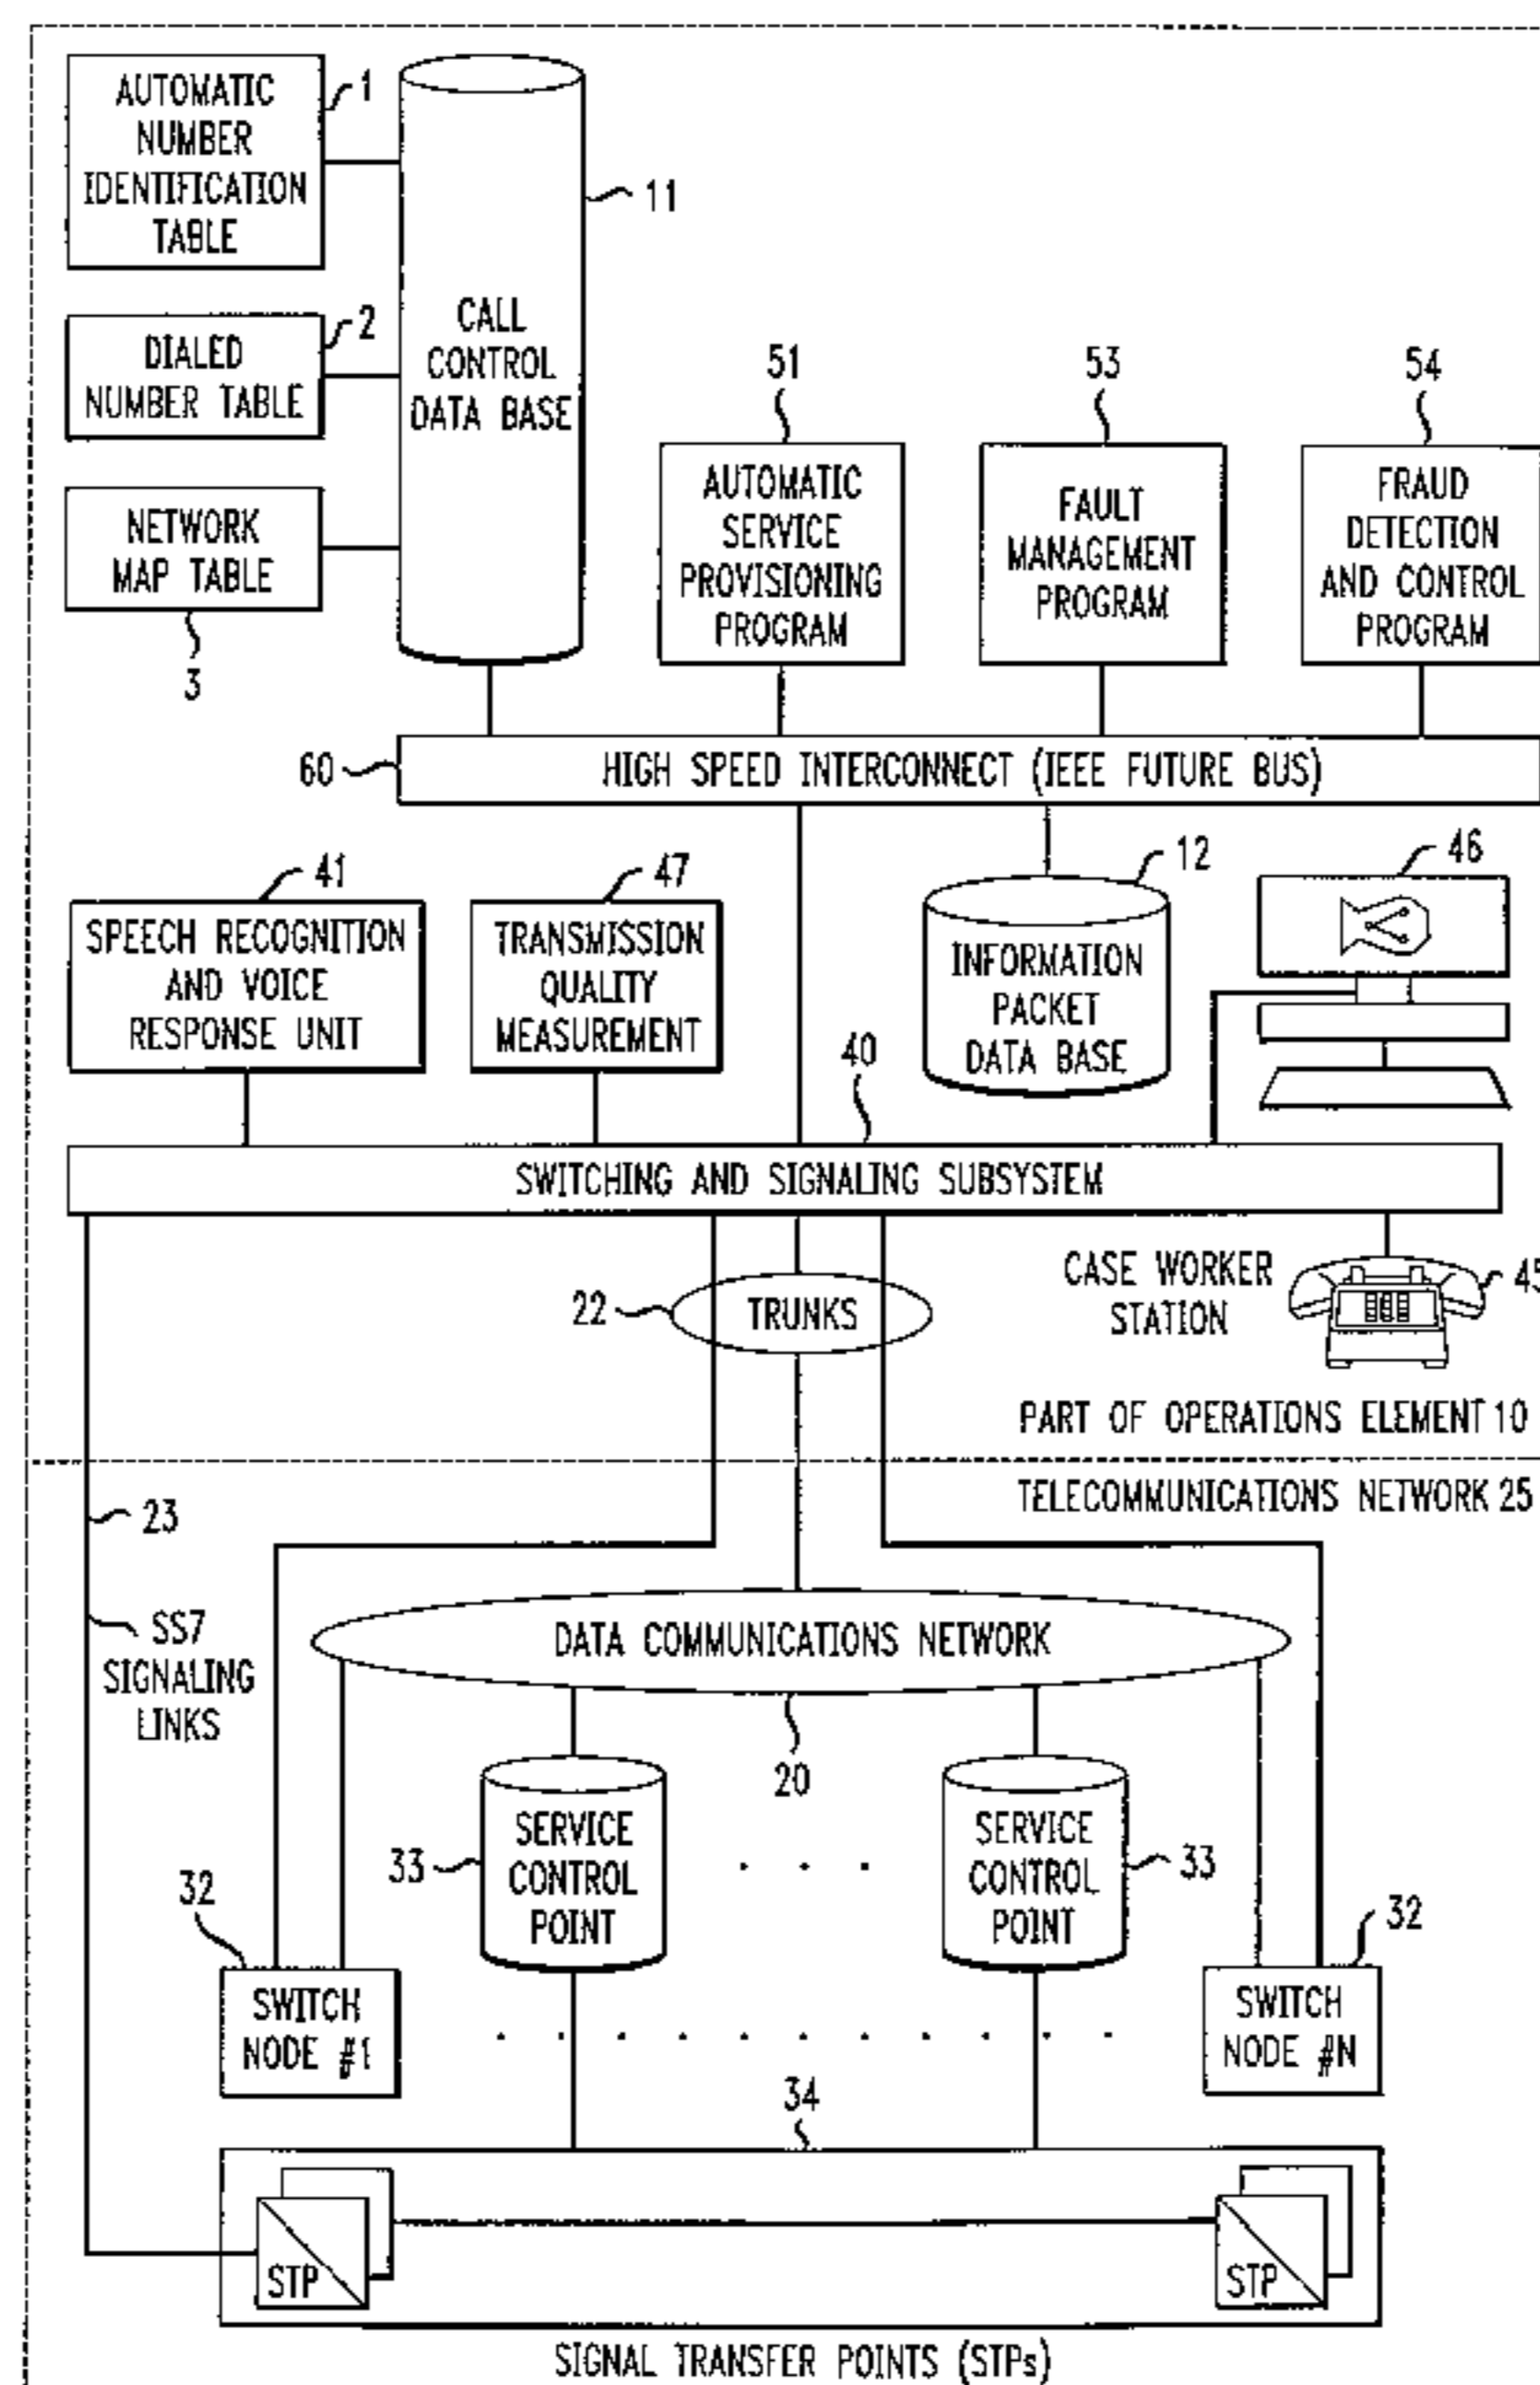 AUTOMATIC
NUMBER
IDENTIFICATION
TABLE
1
11
DIALED
NUMBER TABLE
2
CALL
CONTROL
DATA BASE
NETWORK
MAP TABLE
3
51
AUTOMATIC
SERVICE
PROVISIONING
PROGRAM
53
FAULT
MANAGEMENT
PROGRAM
54
FRAUD
DETECTION
AND CONTROL
PROGRAM
60
HIGH SPEED INTERCONNECT (IEEE FUTURE BUS)
41
SPEECH RECOGNITION
AND VOICE
RESPONSE UNIT
47
TRANSMISSION
QUALITY
MEASUREMENT
12
INFORMATION
PACKET
DATA BASE
46
40
SWITCHING AND SIGNALING SUBSYSTEM
22
TRUNKS
CASE WORKER
STATION
45
PART OF OPERATIONS ELEMENT 10
TELECOMMUNICATIONS NETWORK 25
23
SS7
SIGNALING
LINKS
DATA COMMUNICATIONS NETWORK
20
33
SERVICE
CONTROL
POINT
SERVICE
CONTROL
POINT
33
32
SWITCH
NODE #1
32
SWITCH
NODE #N
34
STP
STP
SIGNAL TRANSFER POINTS (STPs)